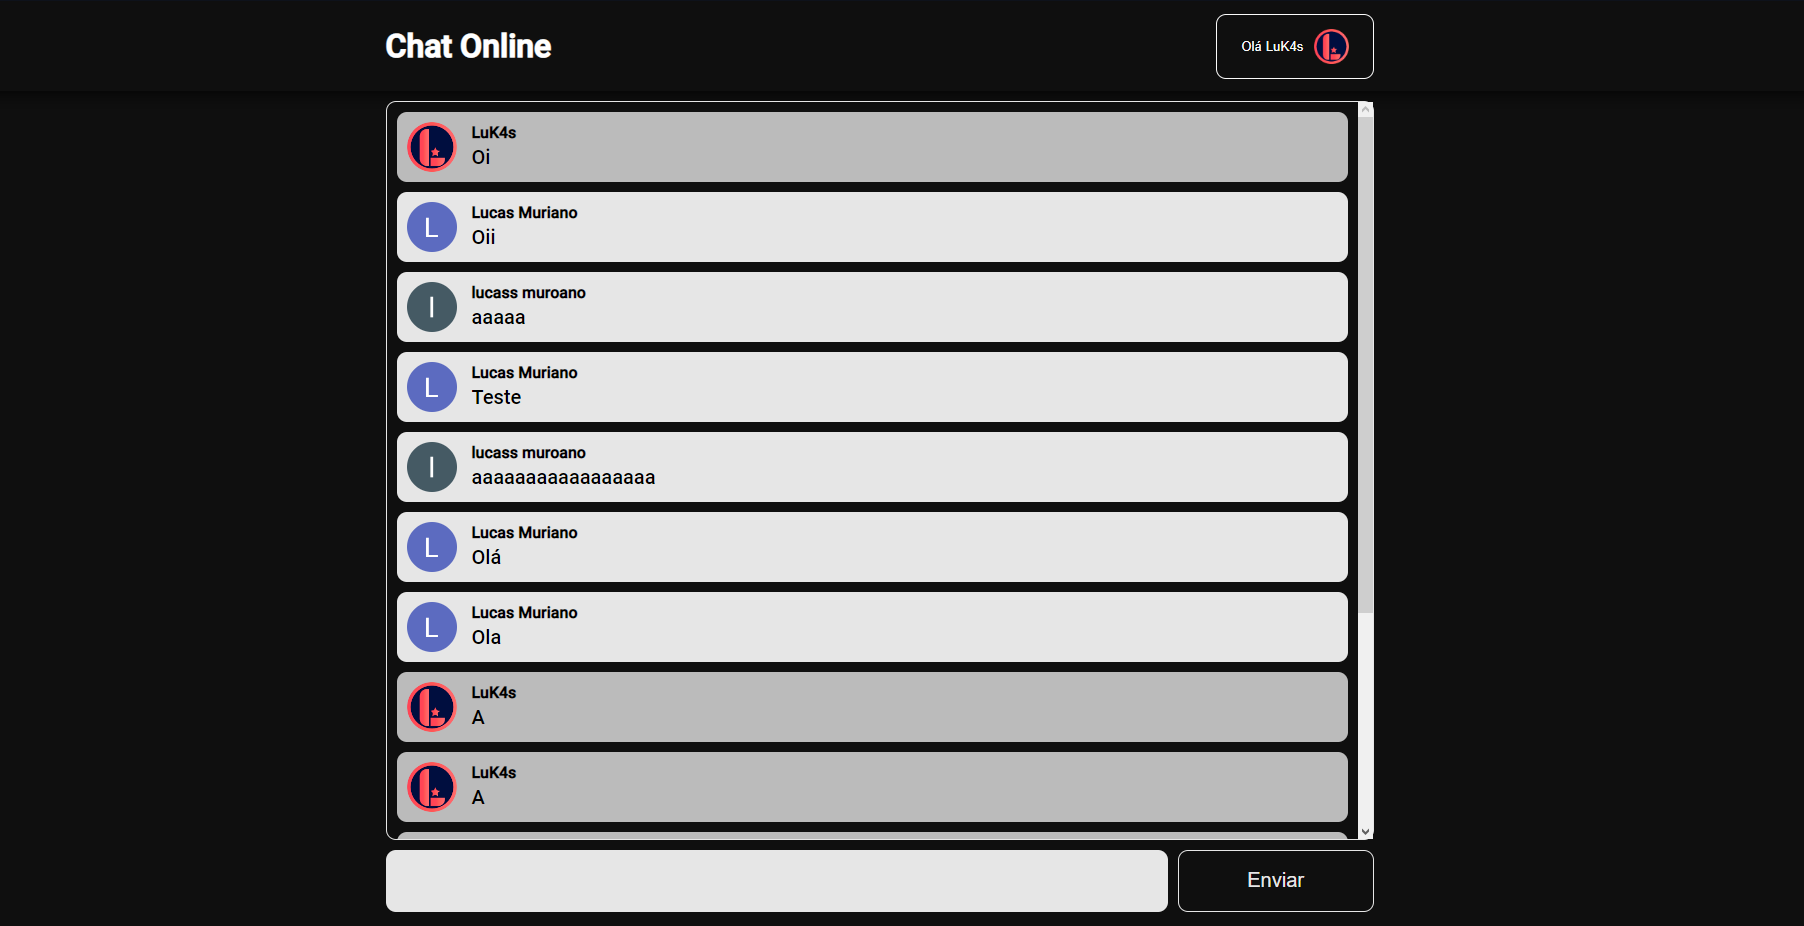 Chat Online
Olá LuK4s
LuK4s
Oi
L
Lucas Muriano
Oii
l
lucass muroano
aaaaa
L
Lucas Muriano
Teste
l
lucass muroano
aaaaaaaaaaaaaaaaa
L
Lucas Muriano
Olá
L
Lucas Muriano
Ola
LuK4s
A
LuK4s
A
Enviar